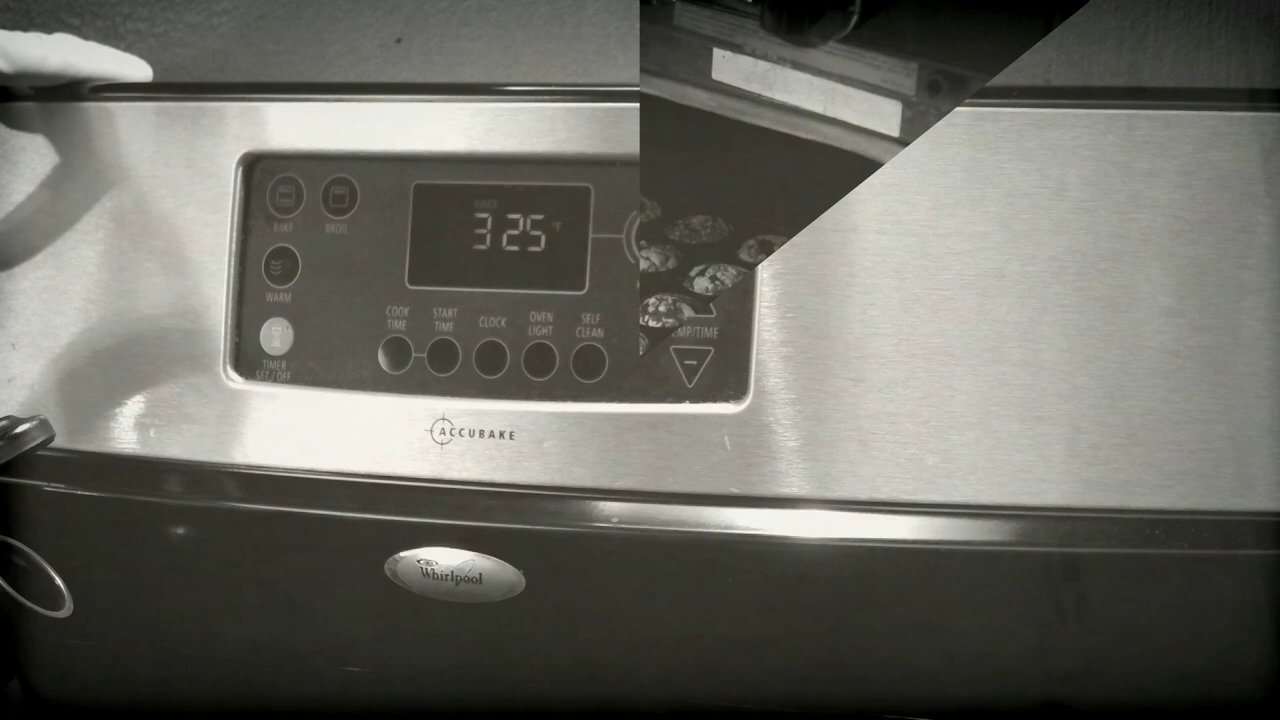 BAKE
325 °F
BAKE
BROIL
WARM
COOK
TIME
START
TIME
CLOCK
OVEN
LIGHT
SELF
CLEAN
EMP/TIME
TIMER
SET / OFF
ACCUBAKE
Whirlpool